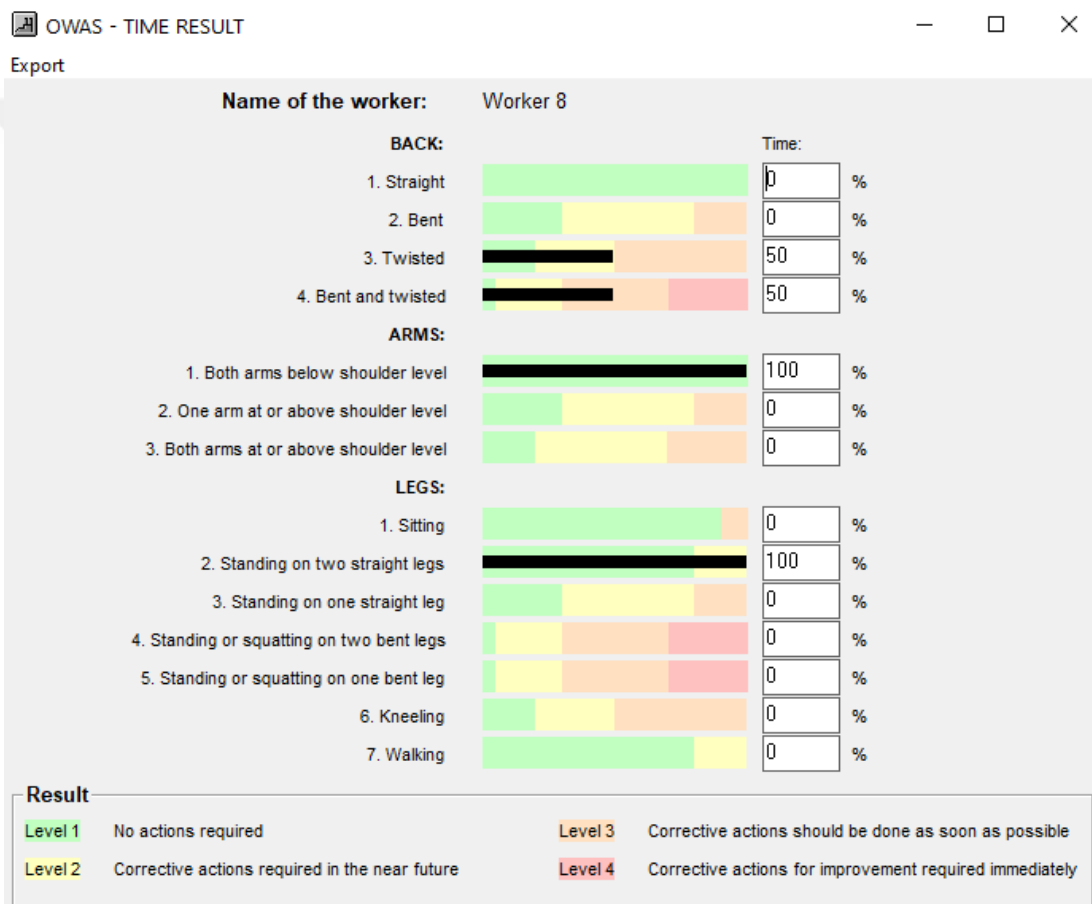 OWAS - TIME RESULT
Export
Name of the worker: Worker 8
BACK: Time:
1. Straight 0 %
2. Bent 0 %
3. Twisted 50 %
4. Bent and twisted 50 %
ARMS:
1. Both arms below shoulder level 100 %
2. One arm at or above shoulder level 0 %
3. Both arms at or above shoulder level 0 %
LEGS:
1. Sitting 0 %
2. Standing on two straight legs 100 %
3. Standing on one straight leg 0 %
4. Standing or squatting on two bent legs 0 %
5. Standing or squatting on one bent leg 0 %
6. Kneeling 0 %
7. Walking 0 %
Result
Level 1 No actions required Level 3 Corrective actions should be done as soon as possible
Level 2 Corrective actions required in the near future Level 4 Corrective actions for improvement required immediately